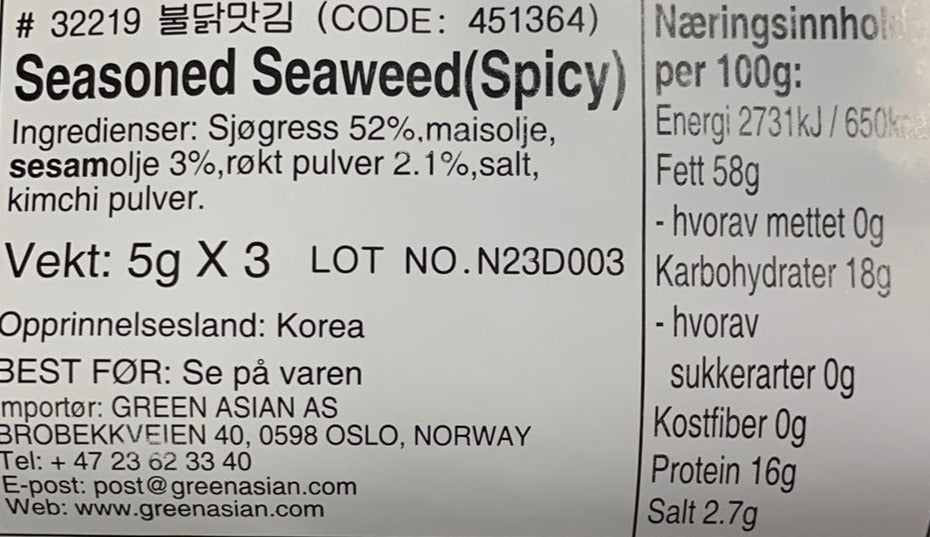 # 32219 불닭맛김 (CODE: 451364)
Seasoned Seaweed(Spicy)
Ingredienser: Sjøgress 52%,maisolje,
sesamolje 3%,røkt pulver 2.1%,salt,
kimchi pulver.
Vekt: 5g X 3 LOT NO.N23D003
Opprinnelsesland: Korea
BEST FØR: Se på varen
mportør: GREEN ASIAN AS
BROBEKKVEIEN 40, 0598 OSLO, NORWAY
Tel: + 47 23 62 33 40
E-post: post@greenasian.com
Web: www.greenasian.com
Næringsinnhold
per 100g:
Energi 2731kJ / 650kca
Fett 58g
- hvorav mettet 0g
Karbohydrater 18g
- hvorav
sukkerarter 0g
Kostfiber 0g
Protein 16g
Salt 2.7g